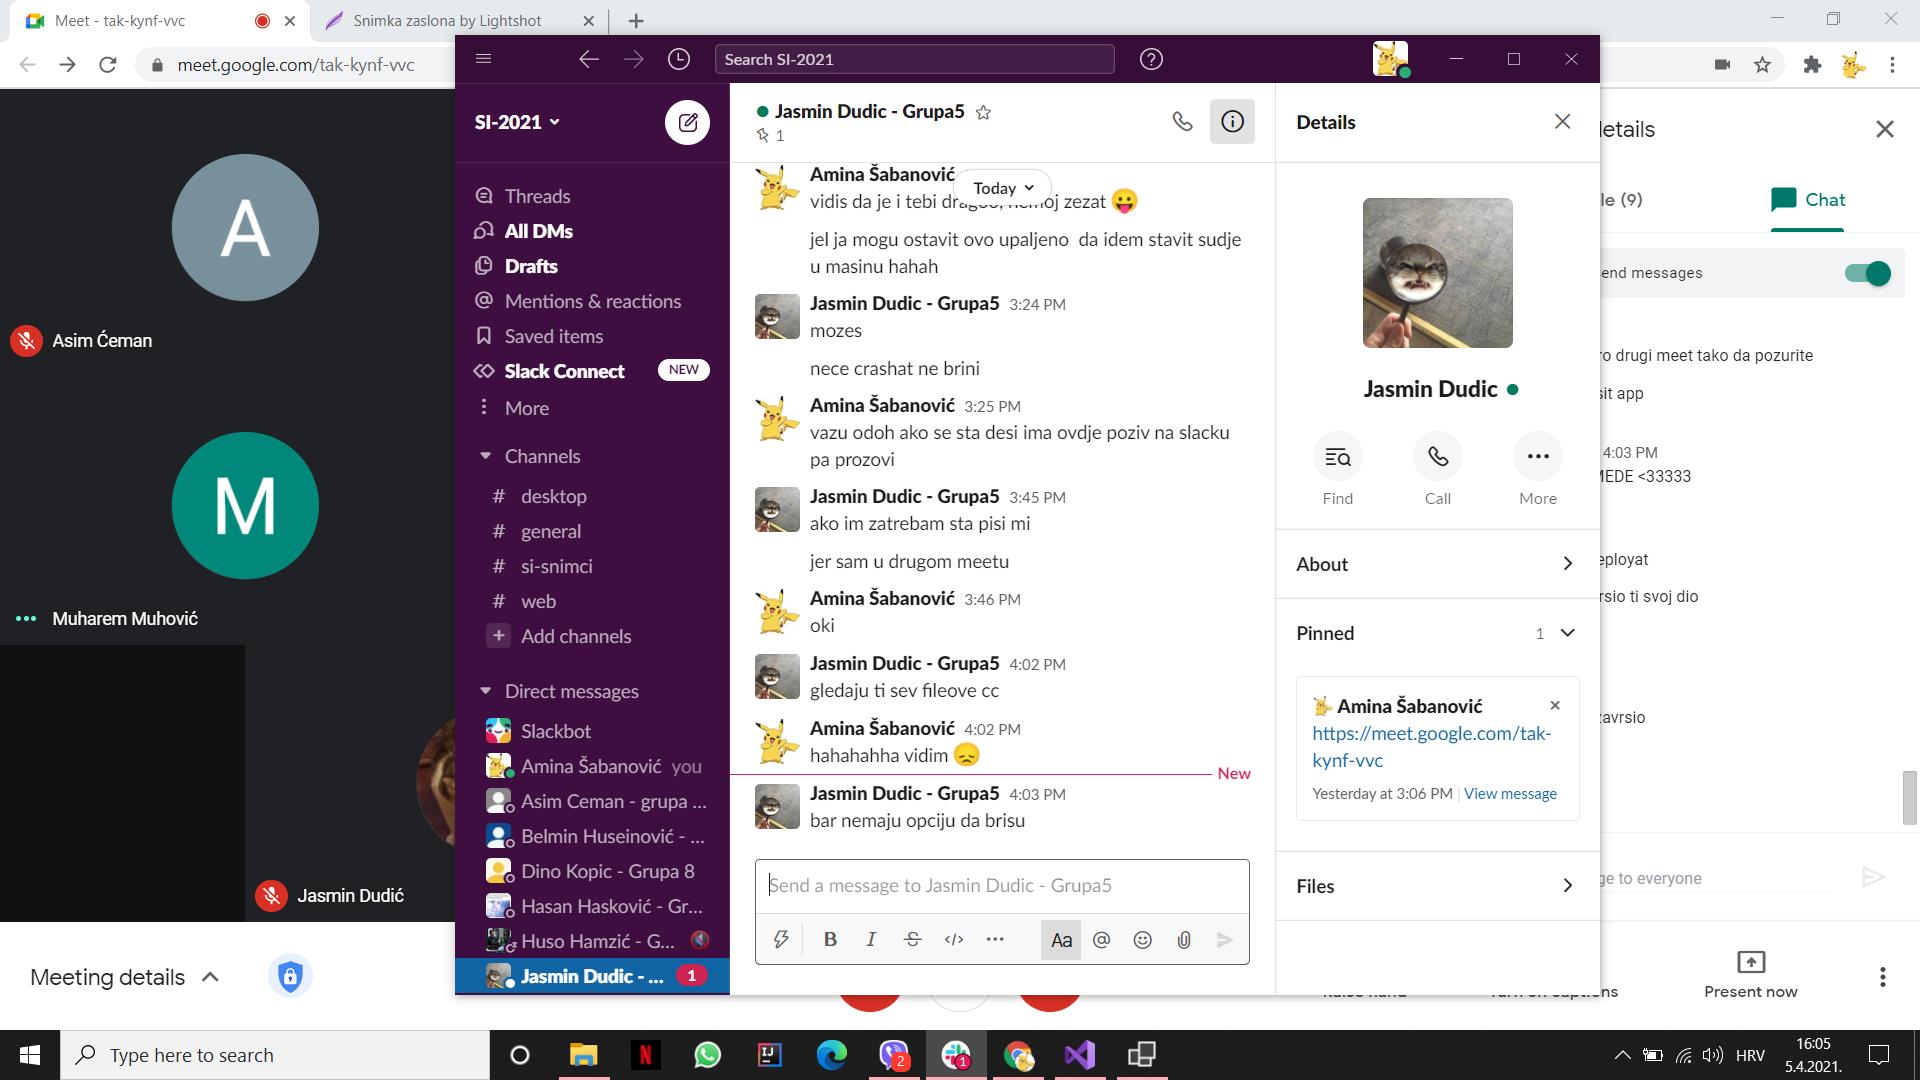 Meet - tak-kynf-vvc
Snimka zaslona by Lightshot
meet.google.com/tak-kynf-vvc
Search SI-2021
A
Asim Ćeman
M
Muharem Muhović
Jasmin Dudić
Meeting details
SI-2021
Threads
All DMs
Drafts
Mentions & reactions
Saved items
Slack Connect NEW
More
Channels
# desktop
# general
# si-snimci
# web
+ Add channels
Direct messages
Slackbot
Amina Šabanović you
Asim Ceman - grupa ...
Belmin Huseinović - ...
Dino Kopic - Grupa 8
Hasan Hasković - Gr...
Huso Hamzić - G...
Jasmin Dudic - ... 1
Jasmin Dudic - Grupa5
1
Today
Amina Šabanović
vidis da je i tebi zezat 😛
jel ja mogu ostavit ovo upaljeno da idem stavit sudje
u masinu hahah
Jasmin Dudic - Grupa5 3:24 PM
mozes
nece crashat ne brini
Amina Šabanović 3:25 PM
vazu odoh ako se sta desi ima ovdje poziv na slacku
pa prozovi
Jasmin Dudic - Grupa5 3:45 PM
ako im zatrebam sta pisi mi
jer sam u drugom meetu
Amina Šabanović 3:46 PM
oki
Jasmin Dudic - Grupa5 4:02 PM
gledaju ti sev fileove cc
Amina Šabanović 4:02 PM
hahahahha vidim 😞
New
Jasmin Dudic - Grupa5 4:03 PM
bar nemaju opciju da brisu
Send a message to Jasmin Dudic - Grupa5
B I S </> ... Aa @
Details
Jasmin Dudic
Find Call More
About
Pinned 1
Amina Šabanović
https://meet.google.com/tak-
kynf-vvc
Yesterday at 3:06 PM | View message
Files
etails
le (9) Chat
end messages
ro drugi meet tako da pozurite
sit app
4:03 PM
MEDE <33333
eployat
rsio ti svoj dio
zavrsio
ge to everyone
Present now
Type here to search
N
IJ
2
1
HRV
16:05
5.4.2021.